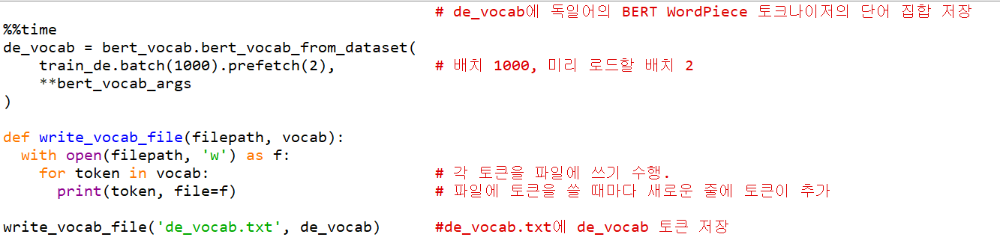 # de_vocab에 독일어의 BERT WordPiece 토크나이저의 단어 집합 저장
%%time
de_vocab = bert_vocab.bert_vocab_from_dataset(
    train_de.batch(1000).prefetch(2), # 배치 1000, 미리 로드할 배치 2
    **bert_vocab_args
)
def write_vocab_file(filepath, vocab):
  with open(filepath, 'w') as f:
    for token in vocab: # 각 토큰을 파일에 쓰기 수행.
      print(token, file=f) # 파일에 토큰을 쓸 때마다 새로운 줄에 토큰이 추가
write_vocab_file('de_vocab.txt', de_vocab) #de_vocab.txt에 de_vocab 토큰 저장